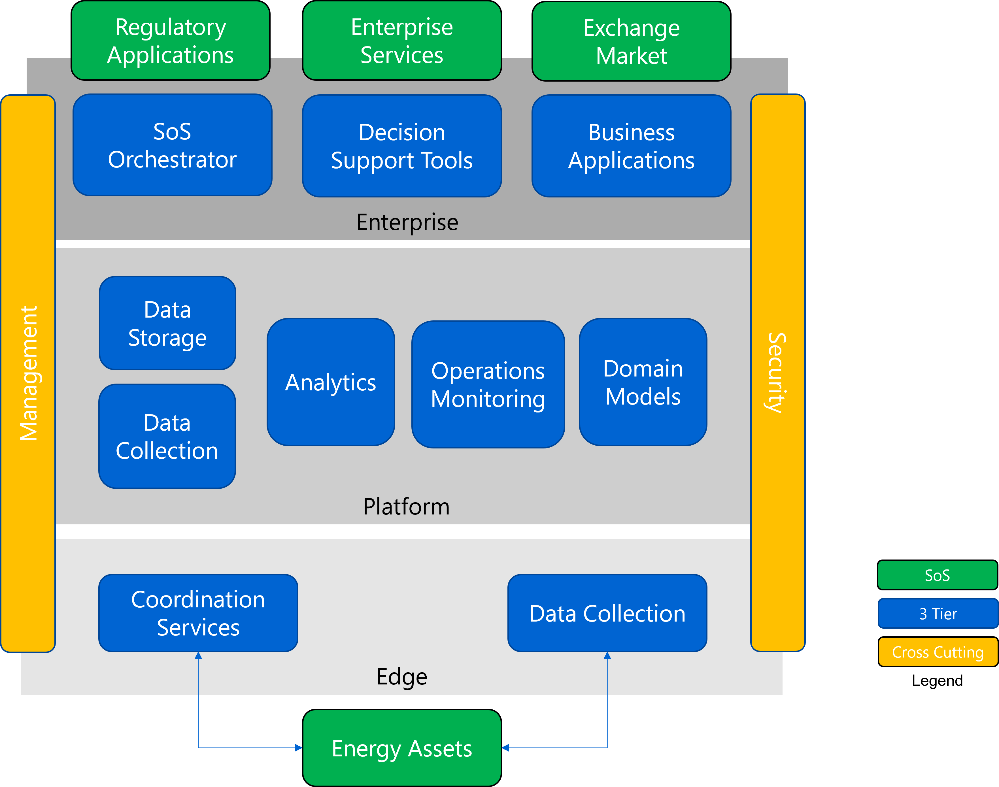 Regulatory
Applications
Enterprise
Services
Exchange
Market
SoS
Orchestrator
Decision
Support Tools
Business
Applications
Enterprise
Management
Security
Data
Storage
Data
Collection
Analytics
Operations
Monitoring
Domain
Models
Platform
Coordination
Services
Data Collection
Edge
Energy Assets
SoS
3 Tier
Cross Cutting
Legend